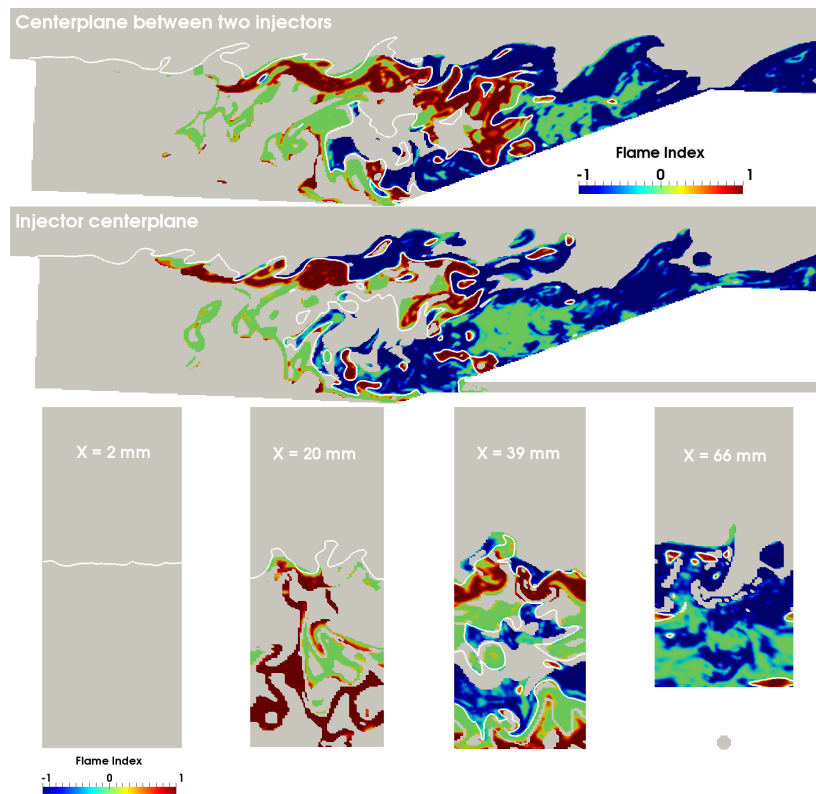 Centerplane between two injectors
Flame Index
-1 0 1
Injector centerplane
X = 2 mm
X = 20 mm
X = 39 mm
X = 66 mm
Flame Index
-1 0 1